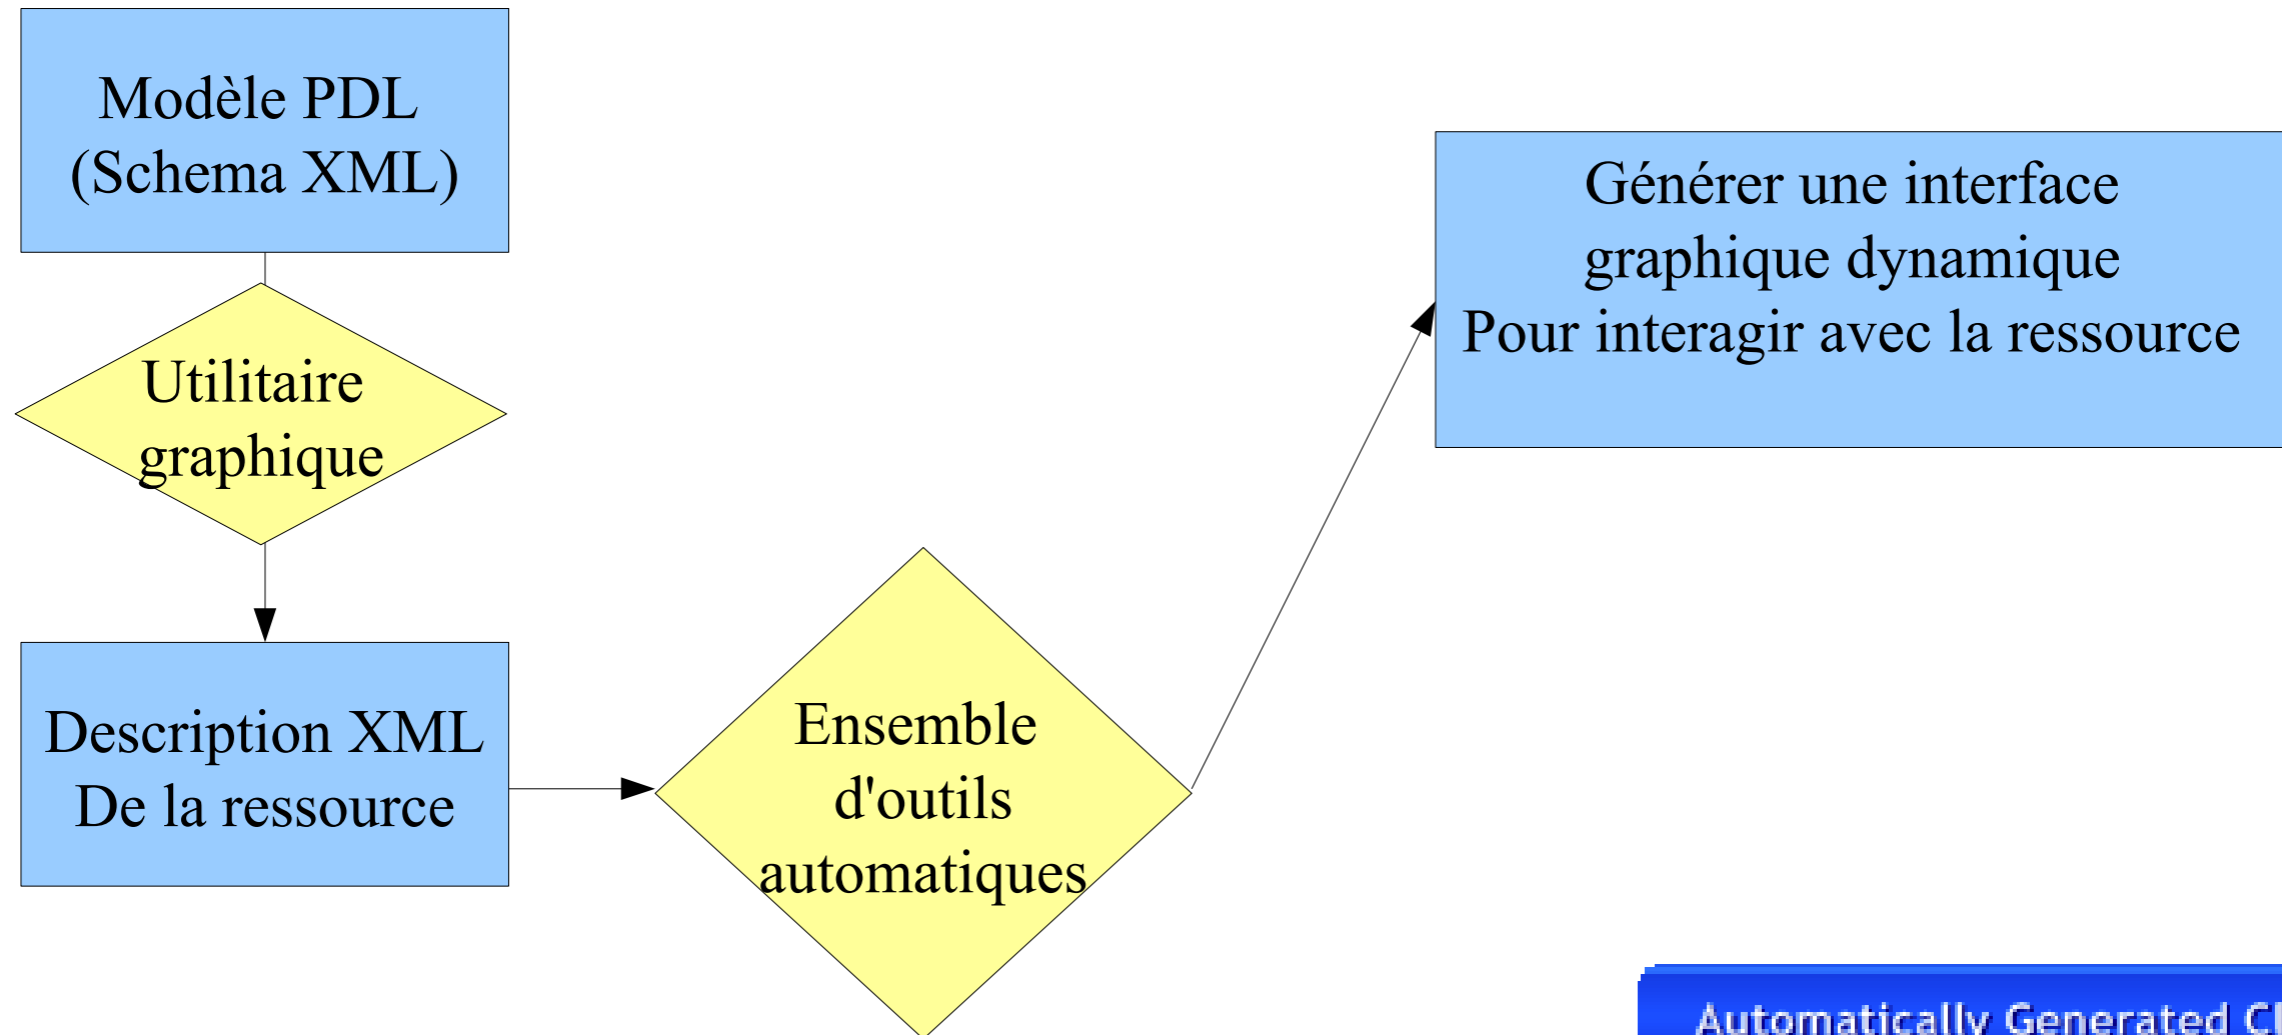 Modèle PDL
(Schema XML)
Utilitaire
graphique
Description XML
De la ressource
Ensemble
d'outils
automatiques
Générer une interface
graphique dynamique
Pour interagir avec la ressource
Automatically Generated